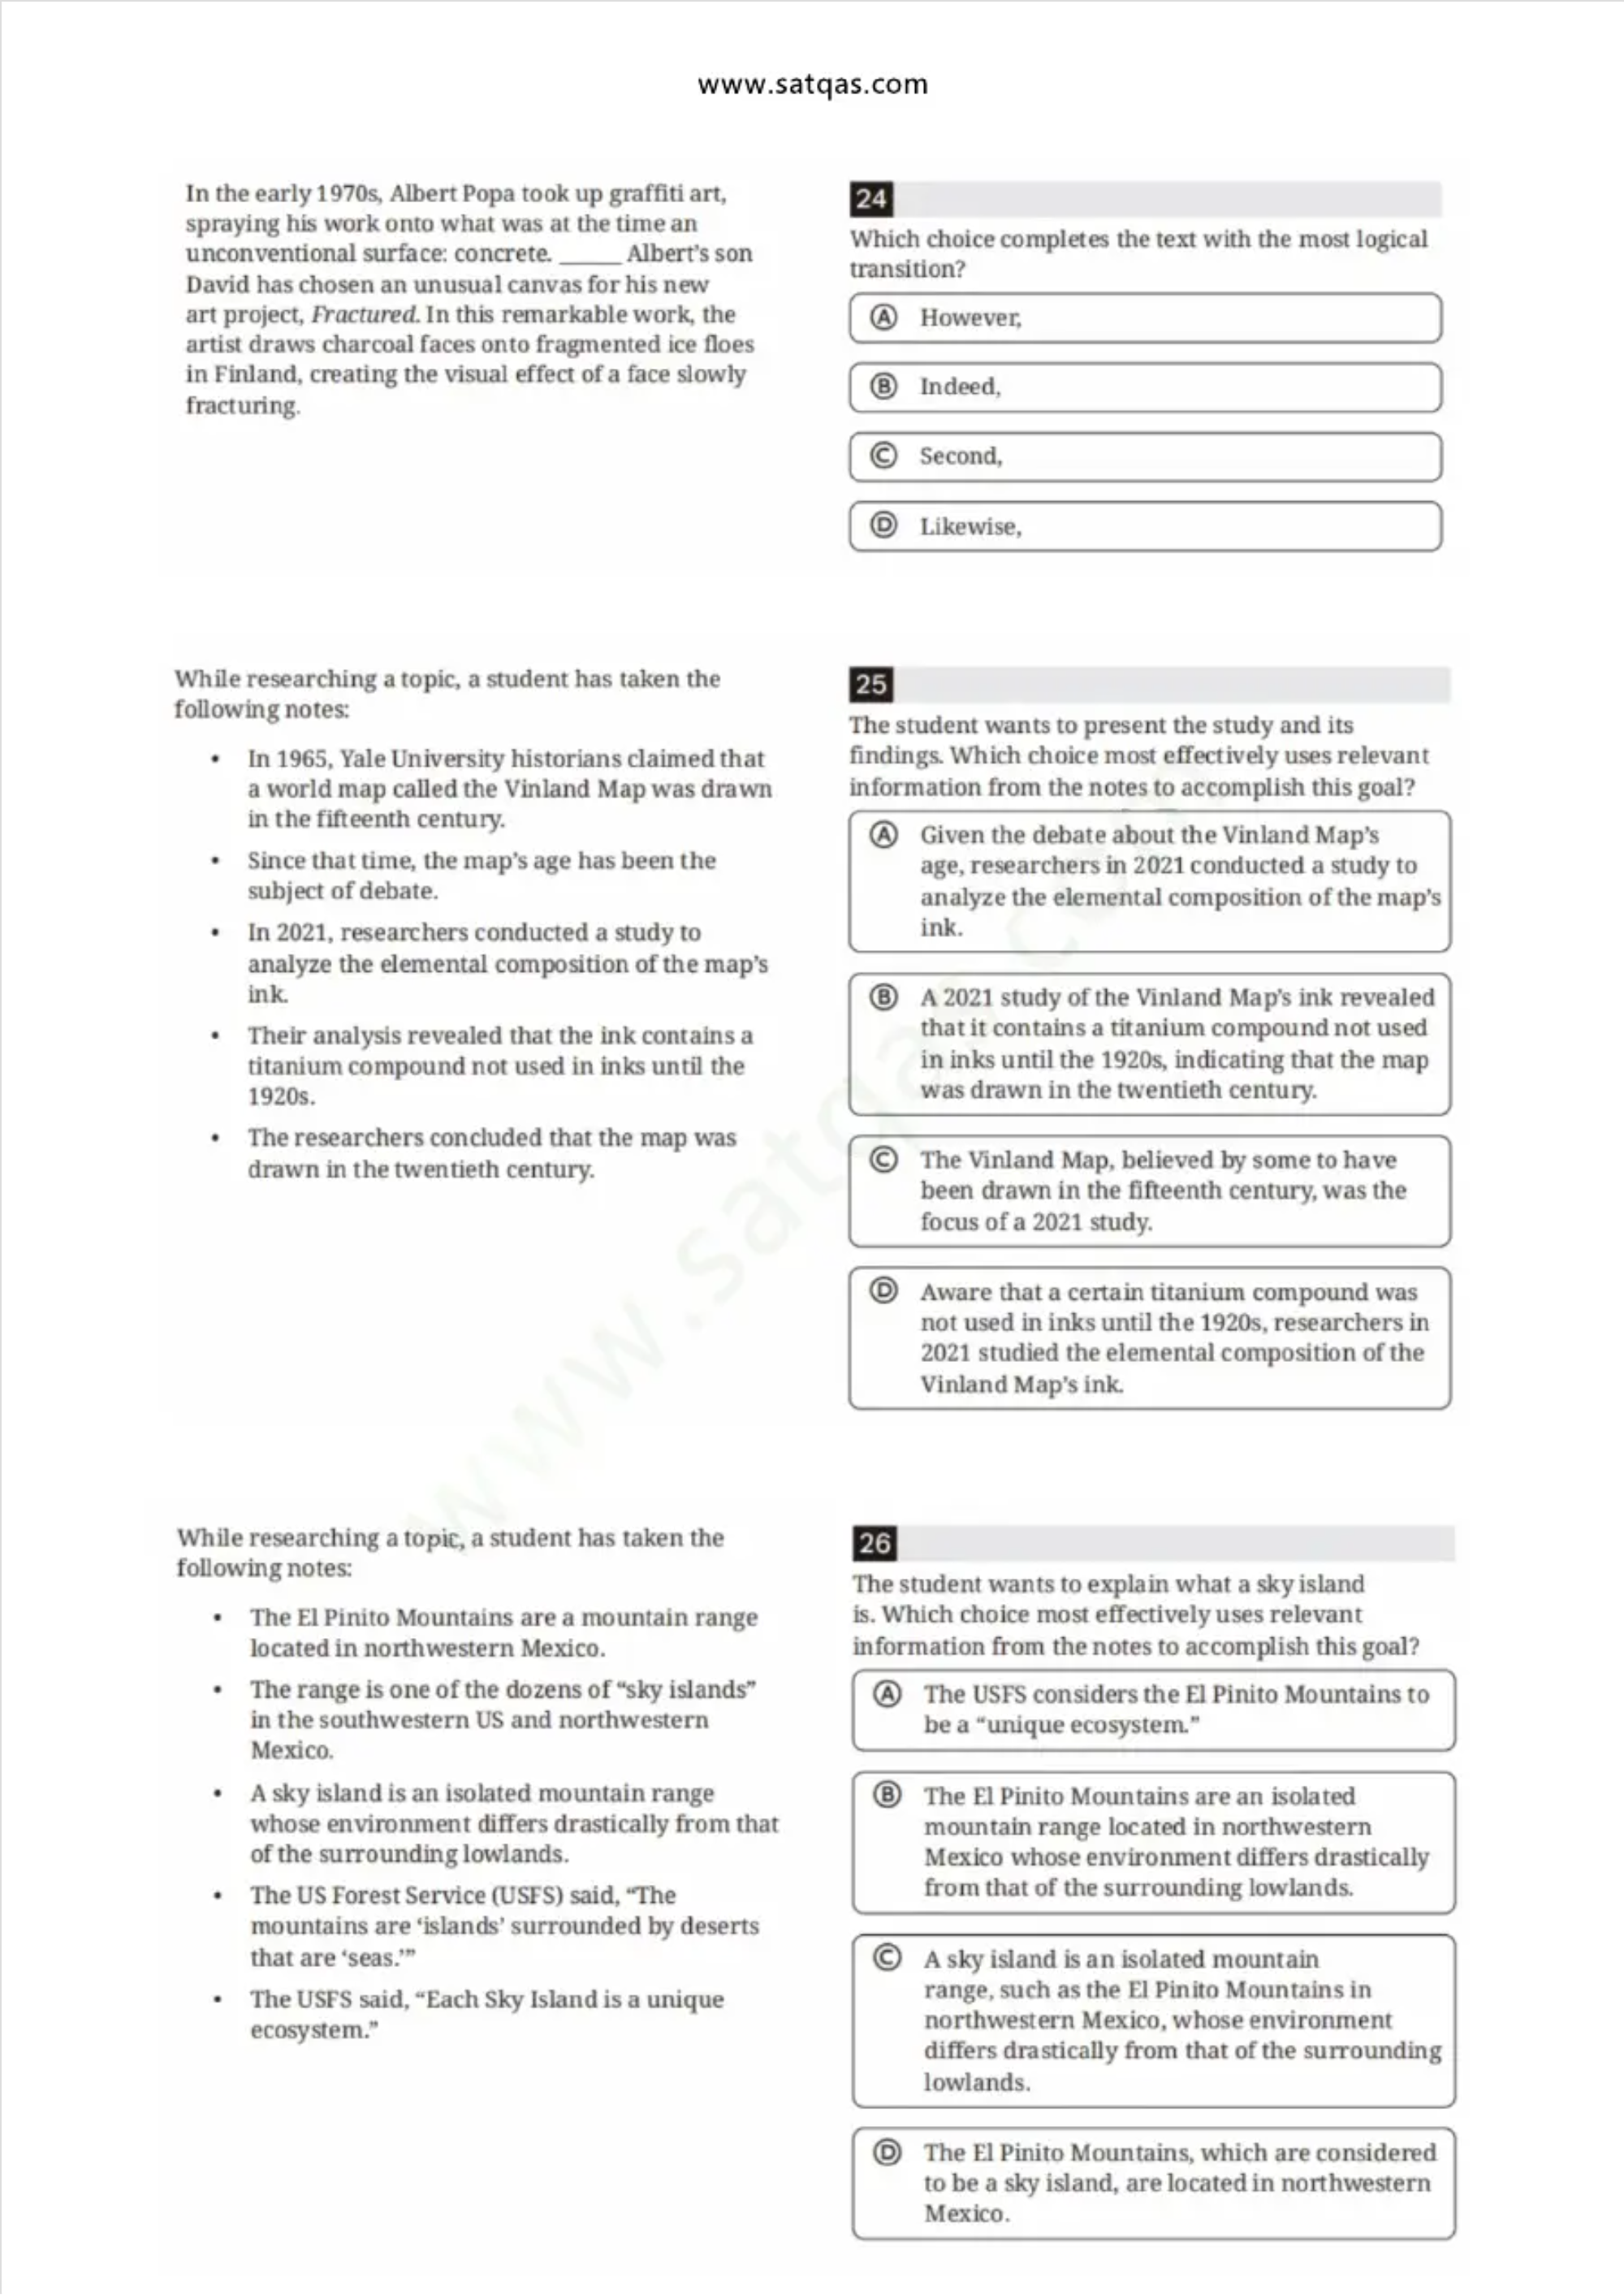 www.satqas.com
In the early 1970s, Albert Popa took up graffiti art,
spraying his work onto what was at the time an
unconventional surface: concrete. _____ Albert's son
David has chosen an unusual canvas for his new
art project, Fractured. In this remarkable work, the
artist draws charcoal faces onto fragmented ice floes
in Finland, creating the visual effect of a face slowly
fracturing.
24
Which choice completes the text with the most logical
transition?
Ⓐ However,
Ⓑ Indeed,
Ⓒ Second,
Ⓓ Likewise,
While researching a topic, a student has taken the
following notes:
• In 1965, Yale University historians claimed that
a world map called the Vinland Map was drawn
in the fifteenth century.
• Since that time, the map's age has been the
subject of debate.
• In 2021, researchers conducted a study to
analyze the elemental composition of the map's
ink.
• Their analysis revealed that the ink contains a
titanium compound not used in inks until the
1920s.
• The researchers concluded that the map was
drawn in the twentieth century.
25
The student wants to present the study and its
findings. Which choice most effectively uses relevant
information from the notes to accomplish this goal?
Ⓐ Given the debate about the Vinland Map's
age, researchers in 2021 conducted a study to
analyze the elemental composition of the map's
ink.
Ⓑ A 2021 study of the Vinland Map's ink revealed
that it contains a titanium compound not used
in inks until the 1920s, indicating that the map
was drawn in the twentieth century.
Ⓒ The Vinland Map, believed by some to have
been drawn in the fifteenth century, was the
focus of a 2021 study.
Ⓓ Aware that a certain titanium compound was
not used in inks until the 1920s, researchers in
2021 studied the elemental composition of the
Vinland Map's ink.
www.satqas.com
While researching a topic, a student has taken the
following notes:
• The El Pinito Mountains are a mountain range
located in northwestern Mexico.
• The range is one of the dozens of “sky islands”
in the southwestern US and northwestern
Mexico.
• A sky island is an isolated mountain range
whose environment differs drastically from that
of the surrounding lowlands.
• The US Forest Service (USFS) said, “The
mountains are ‘islands’ surrounded by deserts
that are ‘seas.’”
• The USFS said, “Each Sky Island is a unique
ecosystem.”
26
The student wants to explain what a sky island
is. Which choice most effectively uses relevant
information from the notes to accomplish this goal?
Ⓐ The USFS considers the El Pinito Mountains to
be a “unique ecosystem.”
Ⓑ The El Pinito Mountains are an isolated
mountain range located in northwestern
Mexico whose environment differs drastically
from that of the surrounding lowlands.
Ⓒ A sky island is an isolated mountain
range, such as the El Pinito Mountains in
northwestern Mexico, whose environment
differs drastically from that of the surrounding
lowlands.
Ⓓ The El Pinito Mountains, which are considered
to be a sky island, are located in northwestern
Mexico.